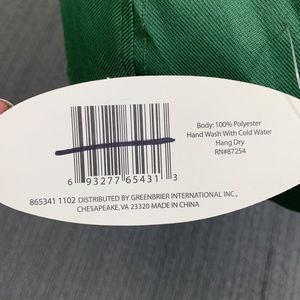 Body: 100% Polyester
Hand Wash With Cold Water
Hang Dry
RN#87254
6 93277 65431 3
865341 1102 DISTRIBUTED BY GREENBRIER INTERNATIONAL INC.,
CHESAPEAKE, VA 23320 MADE IN CHINA